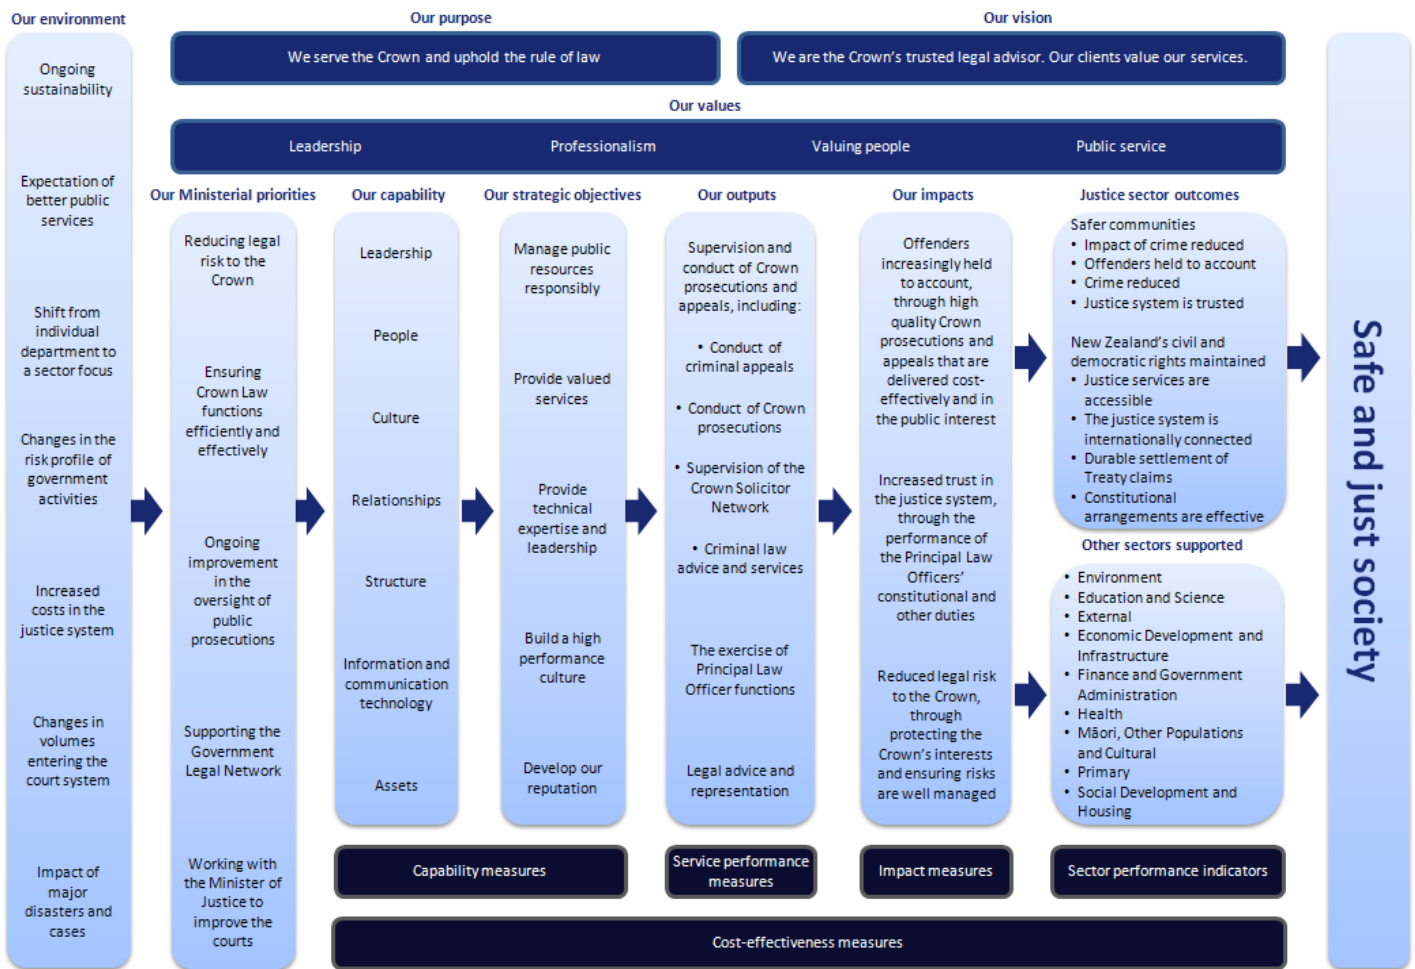 Our environment
Ongoing
sustainability
Expectation of
better public
services
Shift from
individual
department to
a sector focus
Changes in the
risk profile of
government
activities
Increased
costs in the
justice system
Changes in
volumes
entering the
court system
Impact of
major
disasters and
cases
Our purpose
We serve the Crown and uphold the rule of law
Our vision
We are the Crown’s trusted legal advisor. Our clients value our services.
Our values
Leadership
Professionalism
Valuing people
Public service
Our Ministerial priorities
Reducing legal
risk to the
Crown
Ensuring
Crown Law
functions
efficiently and
effectively
Ongoing
improvement
in the
oversight of
public
prosecutions
Supporting the
Government
Legal Network
Working with
the Minister of
Justice to
improve the
courts
Our capability
Leadership
People
Culture
Relationships
Structure
Information and
communication
technology
Assets
Our strategic objectives
Manage public
resources
responsibly
Provide valued
services
Provide
technical
expertise and
leadership
Build a high
performance
culture
Develop our
reputation
Our outputs
Supervision and
conduct of Crown
prosecutions and
appeals, including:
• Conduct of
criminal appeals
• Conduct of Crown
prosecutions
• Supervision of the
Crown Solicitor
Network
• Criminal law
advice and services
The exercise of
Principal Law
Officer functions
Legal advice and
representation
Our impacts
Offenders
increasingly held
to account,
through high
quality Crown
prosecutions and
appeals that are
delivered cost-
effectively and in
the public interest
Increased trust in
the justice system,
through the
performance of
the Principal Law
Officers’
constitutional and
other duties
Reduced legal risk
to the Crown,
through
protecting the
Crown’s interests
and ensuring risks
are well managed
Justice sector outcomes
Safer communities
• Impact of crime reduced
• Offenders held to account
• Crime reduced
• Justice system is trusted
New Zealand’s civil and
democratic rights maintained
• Justice services are
accessible
• The justice system is
internationally connected
• Durable settlement of
Treaty claims
• Constitutional
arrangements are effective
Other sectors supported
• Environment
• Education and Science
• External
• Economic Development and
Infrastructure
• Finance and Government
Administration
• Health
• Māori, Other Populations
and Cultural
• Primary
• Social Development and
Housing
Capability measures
Service performance
measures
Impact measures
Sector performance indicators
Cost-effectiveness measures
Safe and just society